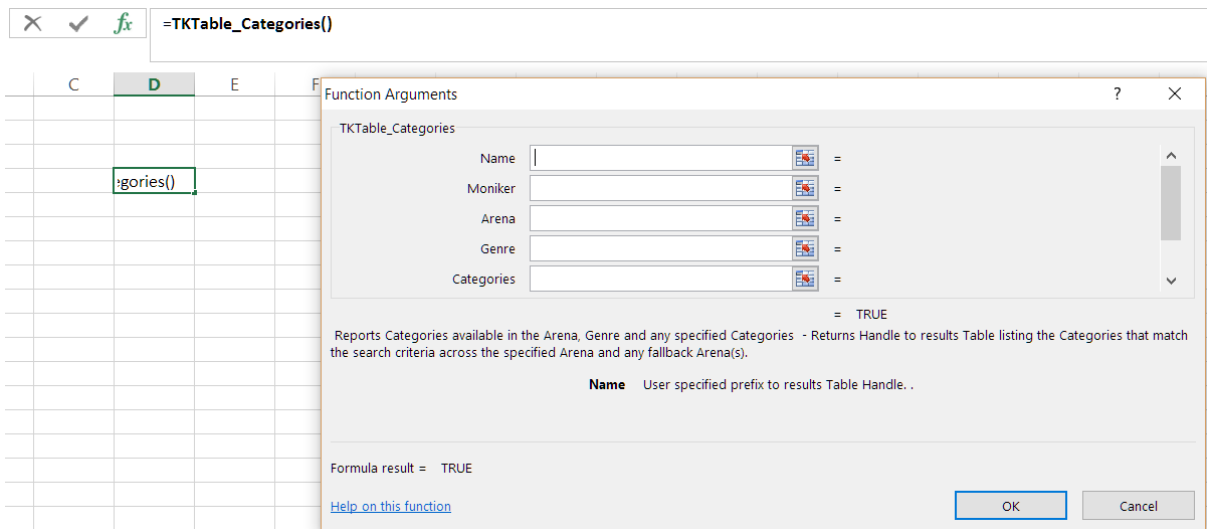 fx =TKTable_Categories()
C D E F
Function Arguments ?
TKTable_Categories
Name =
Moniker =
Arena =
Genre =
Categories =
egories()
= TRUE
Reports Categories available in the Arena, Genre and any specified Categories - Returns Handle to results Table listing the Categories that match
the search criteria across the specified Arena and any fallback Arena(s).
Name User specified prefix to results Table Handle. .
Formula result = TRUE
Help on this function
OK Cancel